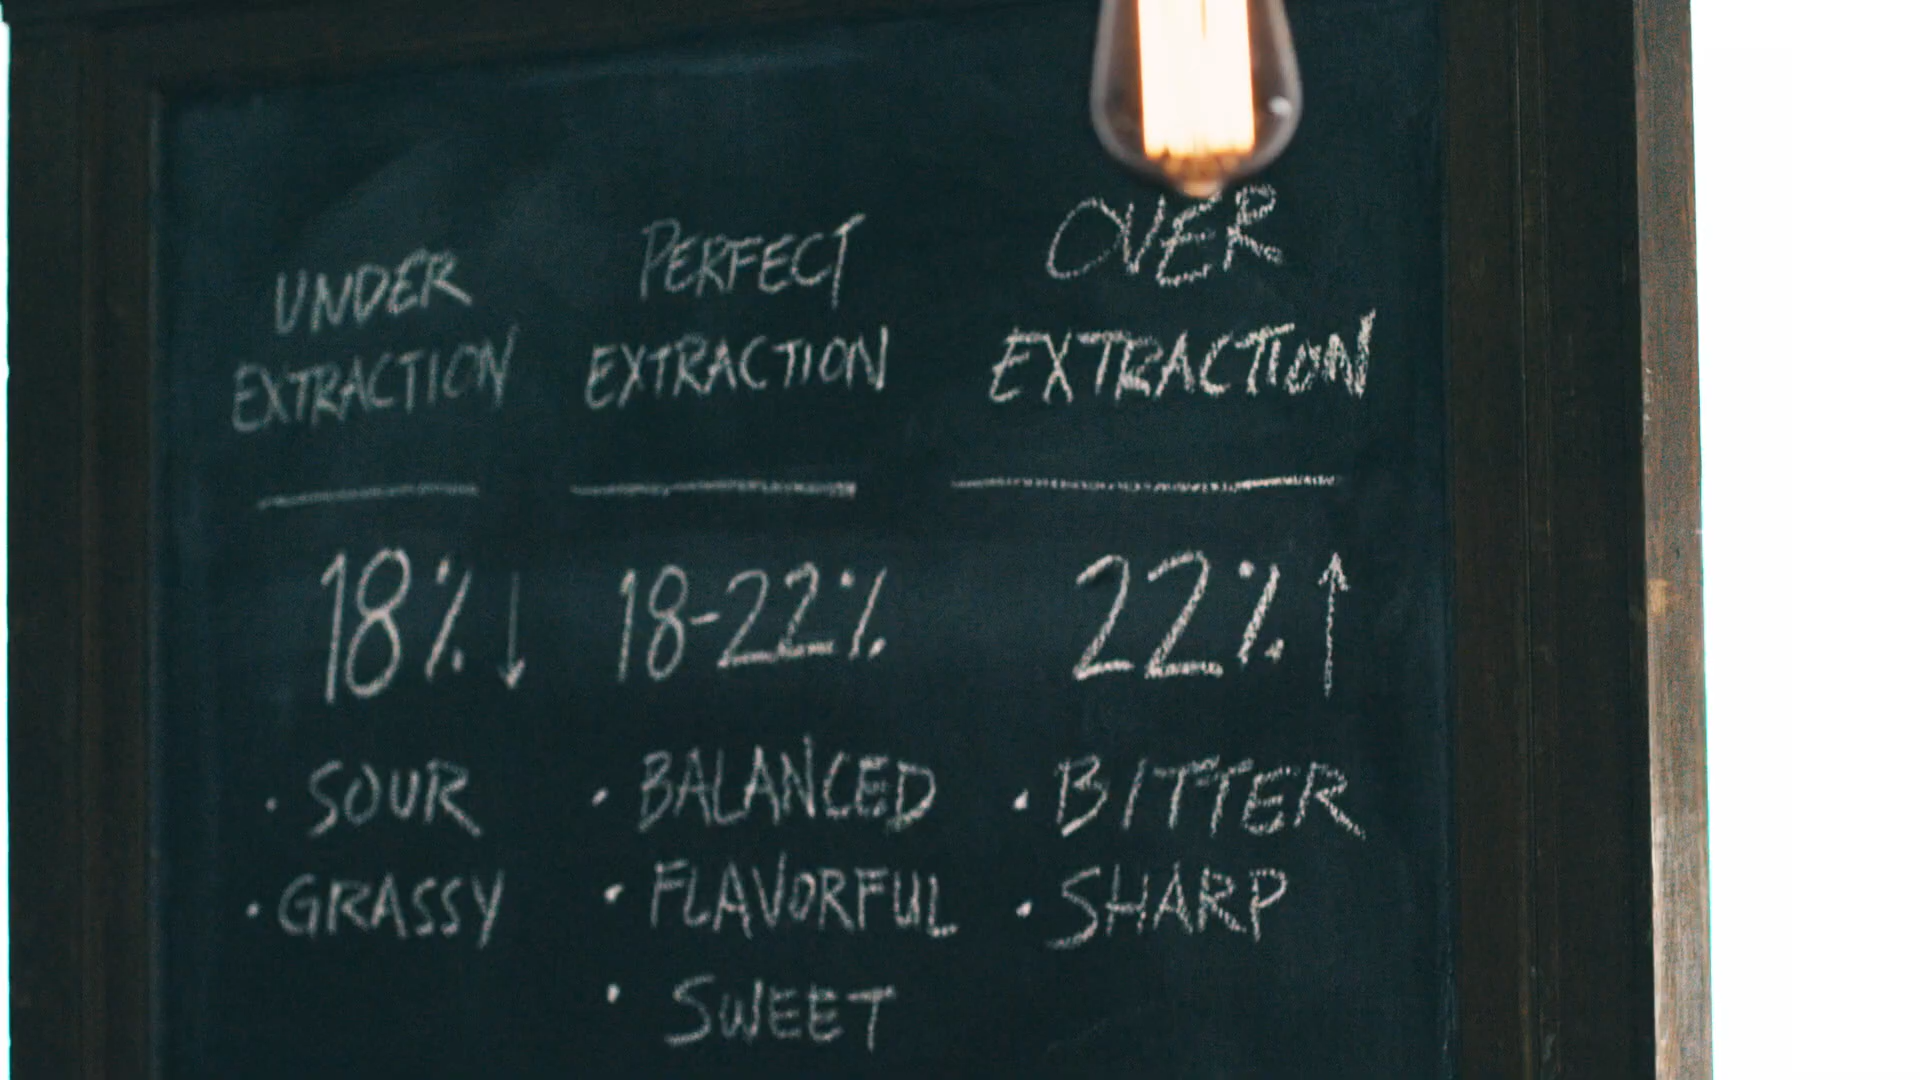 UNDER
EXTRACTION
18% ↓
· SOUR
· GRASSY
PERFECT
EXTRACTION
18-22%
· BALANCED
· FLAVORFUL
· SWEET
OVER
EXTRACTION
22% ↑
· BITTER
· SHARP